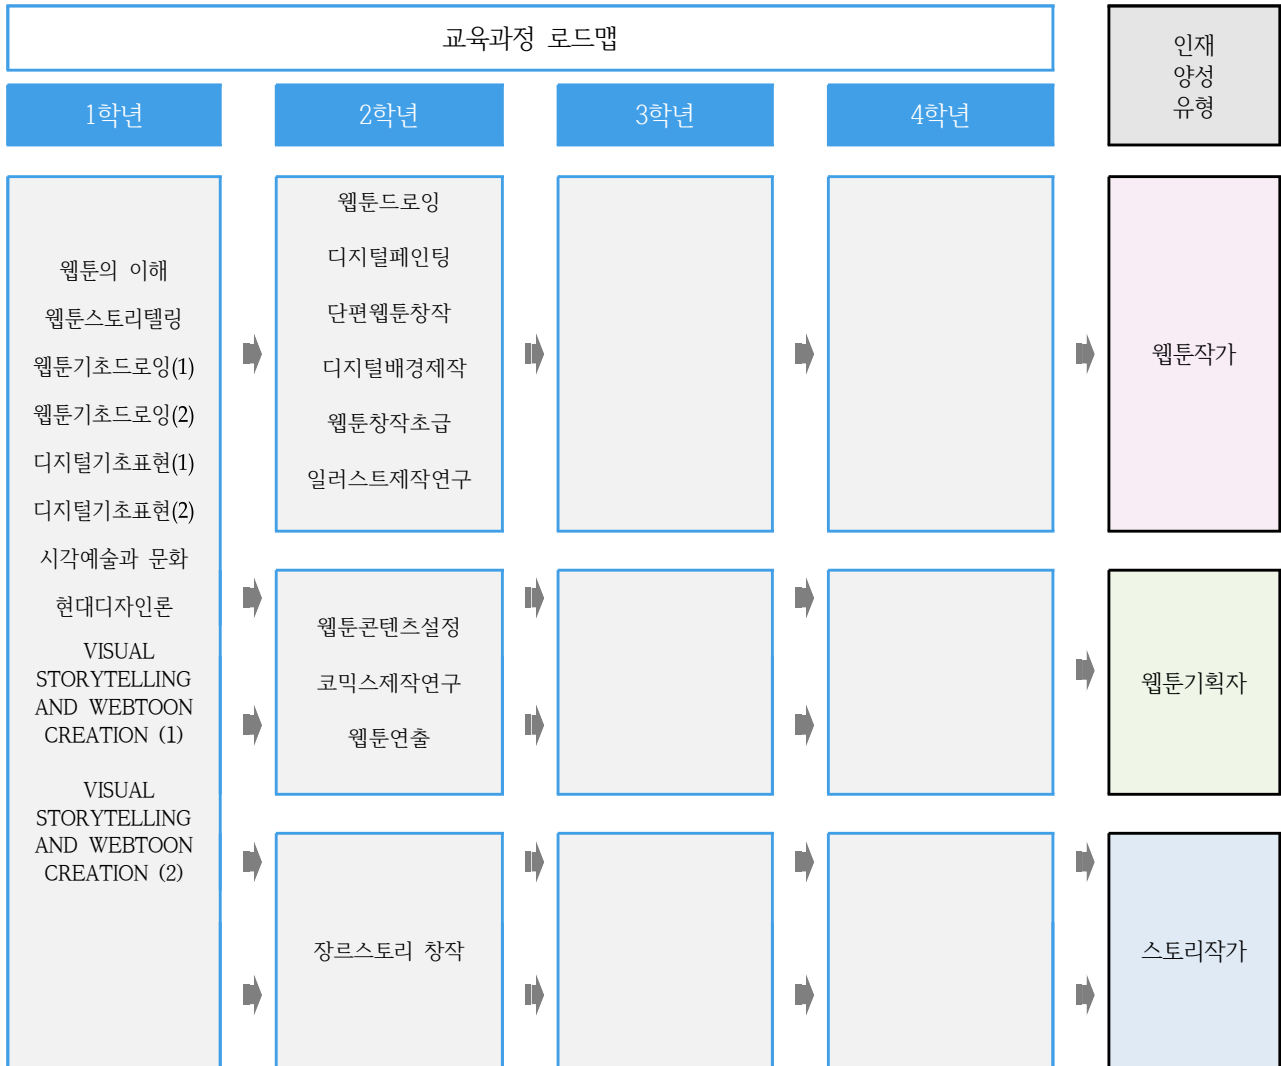 교육과정 로드맵
인재
양성
유형
1학년
2학년
3학년
4학년
웹툰의 이해
웹툰스토리텔링
웹툰기초드로잉(1)
웹툰기초드로잉(2)
디지털기초표현(1)
디지털기초표현(2)
시각예술과 문화
현대디자인론
VISUAL
STORYTELLING
AND WEBTOON
CREATION (1)
VISUAL
STORYTELLING
AND WEBTOON
CREATION (2)
웹툰드로잉
디지털페인팅
단편웹툰창작
디지털배경제작
웹툰창작초급
일러스트제작연구
웹툰작가
웹툰콘텐츠설정
코믹스제작연구
웹툰연출
웹툰기획자
장르스토리 창작
스토리작가